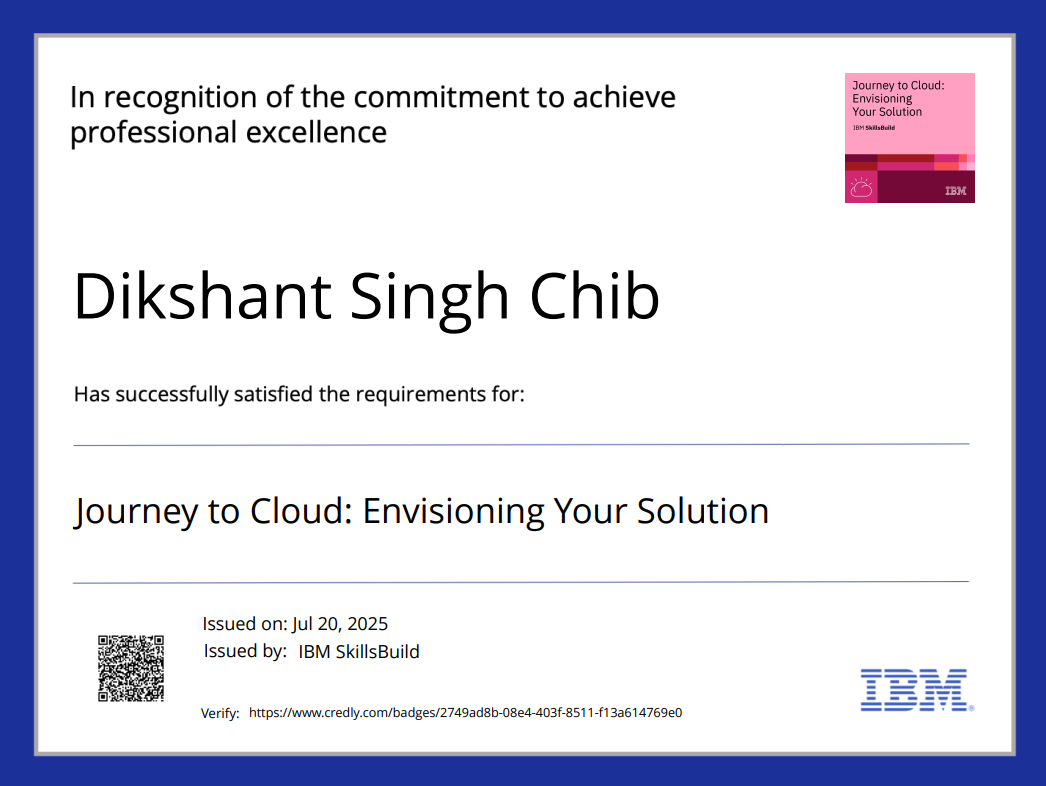 In recognition of the commitment to achieve
professional excellence
Journey to Cloud:
Envisioning
Your Solution
IBM SkillsBuild
IBM
Dikshant Singh Chib
Has successfully satisfied the requirements for:
Journey to Cloud: Envisioning Your Solution
Issued on: Jul 20, 2025
Issued by: IBM SkillsBuild
Verify: https://www.credly.com/badges/2749ad8b-08e4-403f-8511-f13a614769e0
IBM®